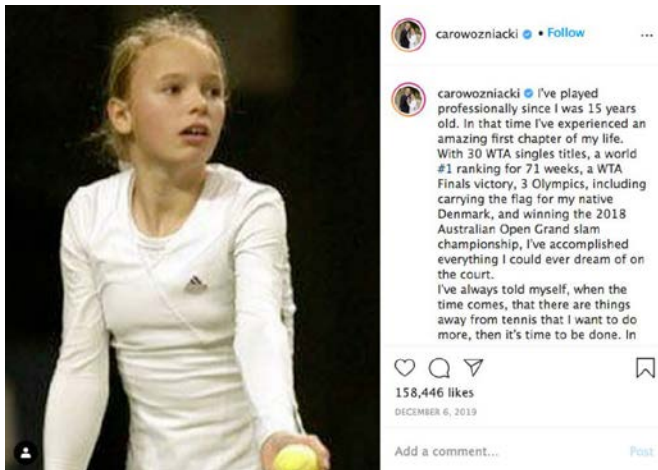 carowozniacki • Follow
carowozniacki I've played
professionally since I was 15 years
old. In that time I've experienced an
amazing first chapter of my life.
With 30 WTA singles titles, a world
#1 ranking for 71 weeks, a WTA
Finals victory, 3 Olympics, including
carrying the flag for my native
Denmark, and winning the 2018
Australian Open Grand slam
championship, I've accomplished
everything I could ever dream of on
the court.
I've always told myself, when the
time comes, that there are things
away from tennis that I want to do
more, then it's time to be done. In
158,446 likes
DECEMBER 6, 2019
Add a comment... Post